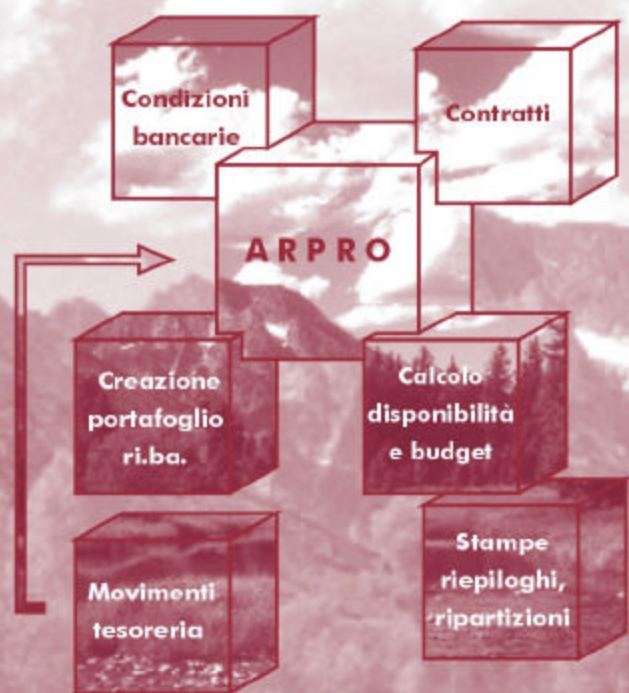 Condizioni
bancarie
Contratti
ARPRO
Creazione
portafoglio
ri.ba.
Calcolo
disponibilità
e budget
Movimenti
tesoreria
Stampe
riepiloghi,
ripartizioni